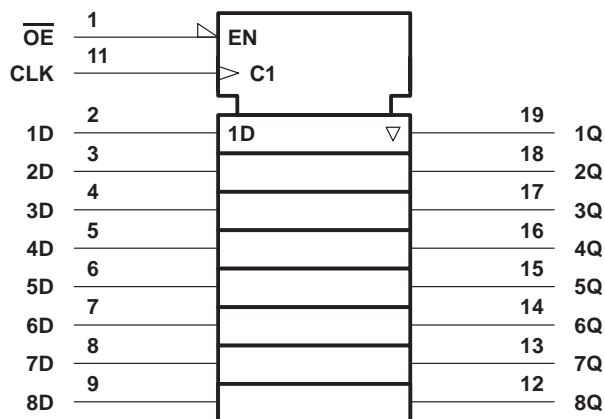 1
O̅E̅ EN
11
CLK C1
2 19
1D 1D 1Q
3 18
2D 2Q
4 17
3D 3Q
5 16
4D 4Q
6 15
5D 5Q
7 14
6D 6Q
8 13
7D 7Q
9 12
8D 8Q